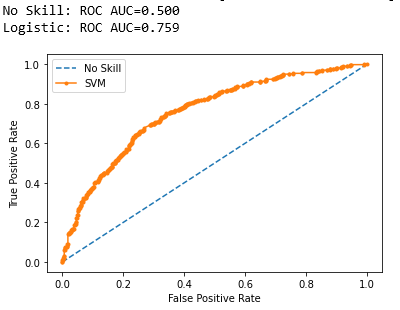 No Skill: ROC AUC=0.500
Logistic: ROC AUC=0.759
No Skill
SVM
1.0
0.8
0.6
0.4
0.2
0.0
True Positive Rate
0.0 0.2 0.4 0.6 0.8 1.0
False Positive Rate